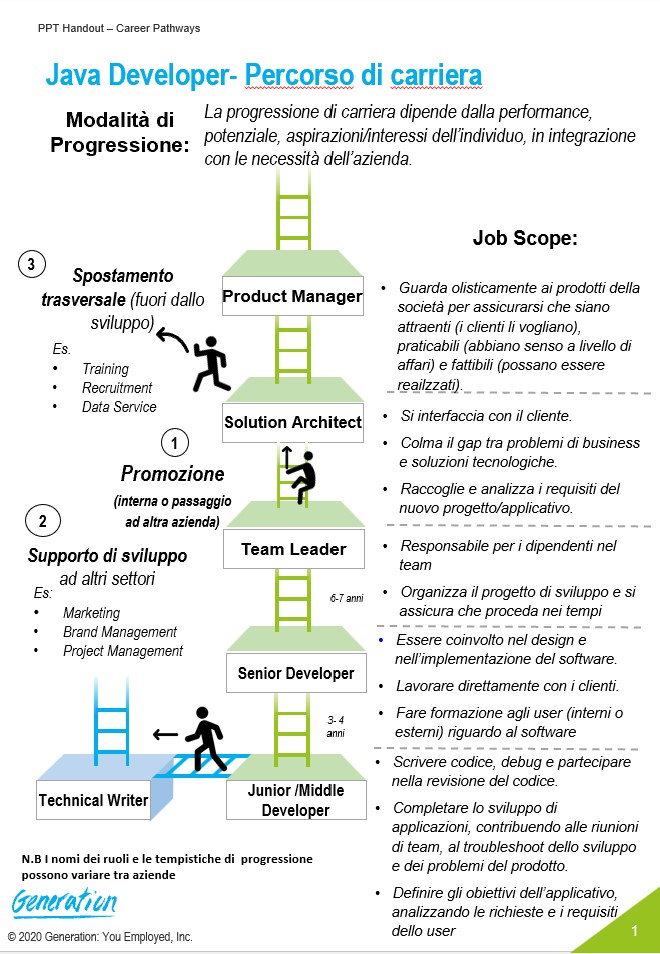 PPT Handout – Career Pathways
Java Developer- Percorso di carriera
Modalità di
Progressione:
La progressione di carriera dipende dalla performance,
potenziale, aspirazioni/interessi dell'individuo, in integrazione
con le necessità dell'azienda.
Job Scope:
3
Spostamento
trasversale (fuori dallo
sviluppo)
Es.
• Training
• Recruitment
• Data Service
Product Manager
• Guarda olisticamente ai prodotti della
società per assicurarsi che siano
attraenti (i clienti li vogliano),
praticabili (abbiano senso a livello di
affari) e fattibili (possano essere
reailzzati).
Solution Architect
• Si interfaccia con il cliente.
• Colma il gap tra problemi di business
e soluzioni tecnologiche.
• Raccoglie e analizza i requisiti del
nuovo progetto/applicativo.
1
Promozione
(interna o passaggio
ad altra azienda)
2
Supporto di sviluppo
ad altri settori
Es:
• Marketing
• Brand Management
• Project Management
Team Leader
• Responsabile per i dipendenti nel
team
• Organizza il progetto di sviluppo e si
assicura che proceda nei tempi
6-7 anni
Senior Developer
• Essere coinvolto nel design e
nell'implementazione del software.
• Lavorare direttamente con i clienti.
• Fare formazione agli user (interni o
esterni) riguardo al software
3- 4
anni
Technical Writer
Junior /Middle
Developer
• Scrivere codice, debug e partecipare
nella revisione del codice.
• Completare lo sviluppo di
applicazioni, contribuendo alle riunioni
di team, al troubleshoot dello sviluppo
e dei problemi del prodotto.
• Definire gli obiettivi dell'applicativo,
analizzando le richieste e i requisiti
dello user
N.B I nomi dei ruoli e le tempistiche di progressione
possono variare tra aziende
Generation
© 2020 Generation: You Employed, Inc.
1